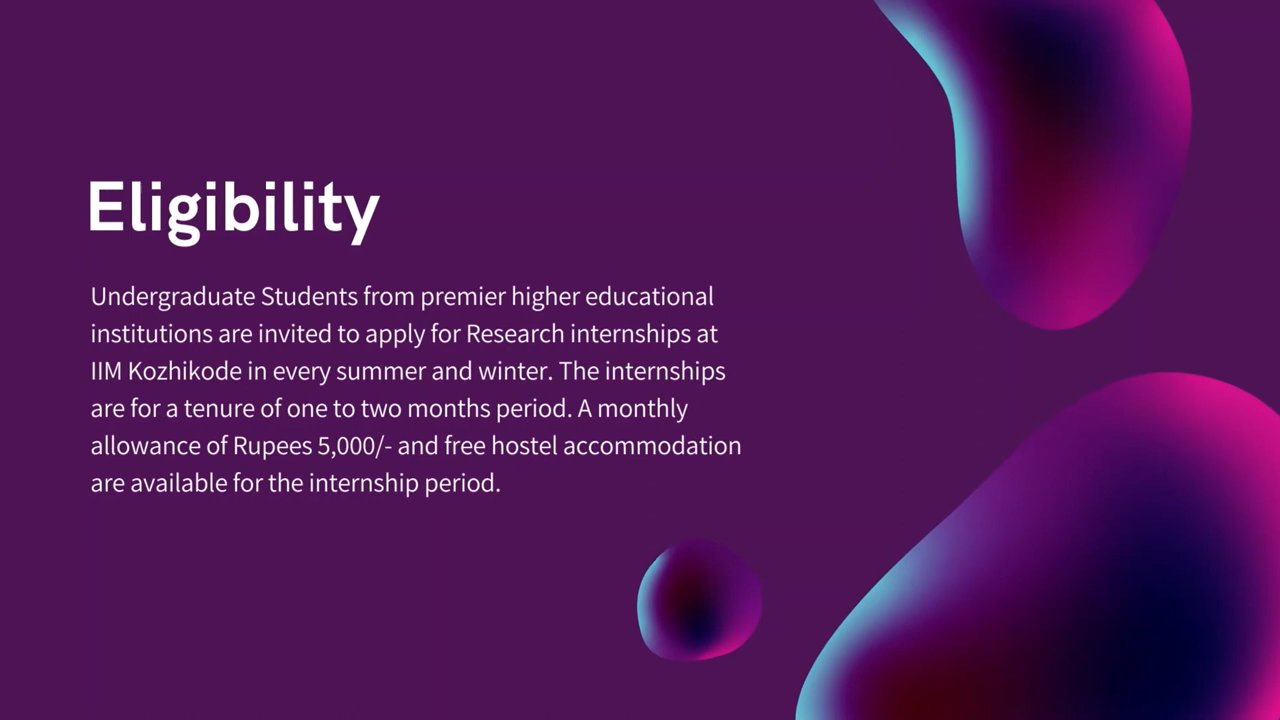 Eligibility
Undergraduate Students from premier higher educational
institutions are invited to apply for Research internships at
IIM Kozhikode in every summer and winter. The internships
are for a tenure of one to two months period. A monthly
allowance of Rupees 5,000/- and free hostel accommodation
are available for the internship period.